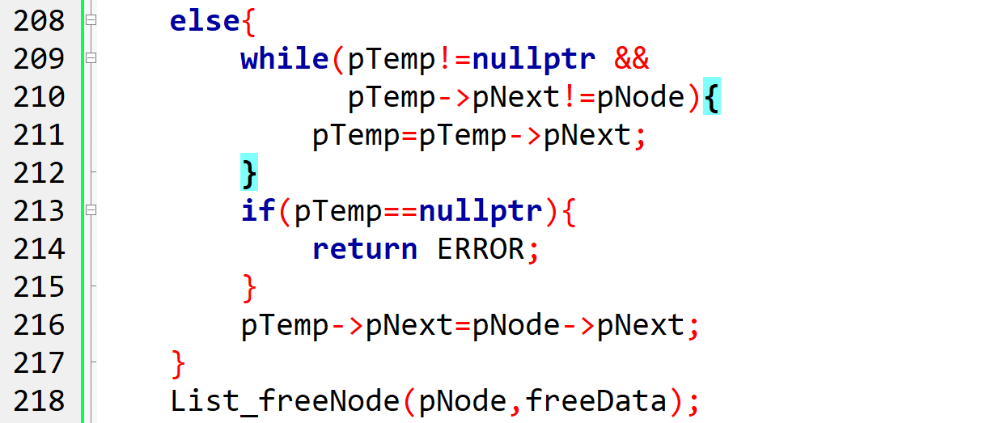 208 else{
209 while(pTemp!=nullptr &&
210 pTemp->pNext!=pNode){
211 pTemp=pTemp->pNext;
212 }
213 if(pTemp==nullptr){
214 return ERROR;
215 }
216 pTemp->pNext=pNode->pNext;
217 }
218 List_freeNode(pNode,freeData);